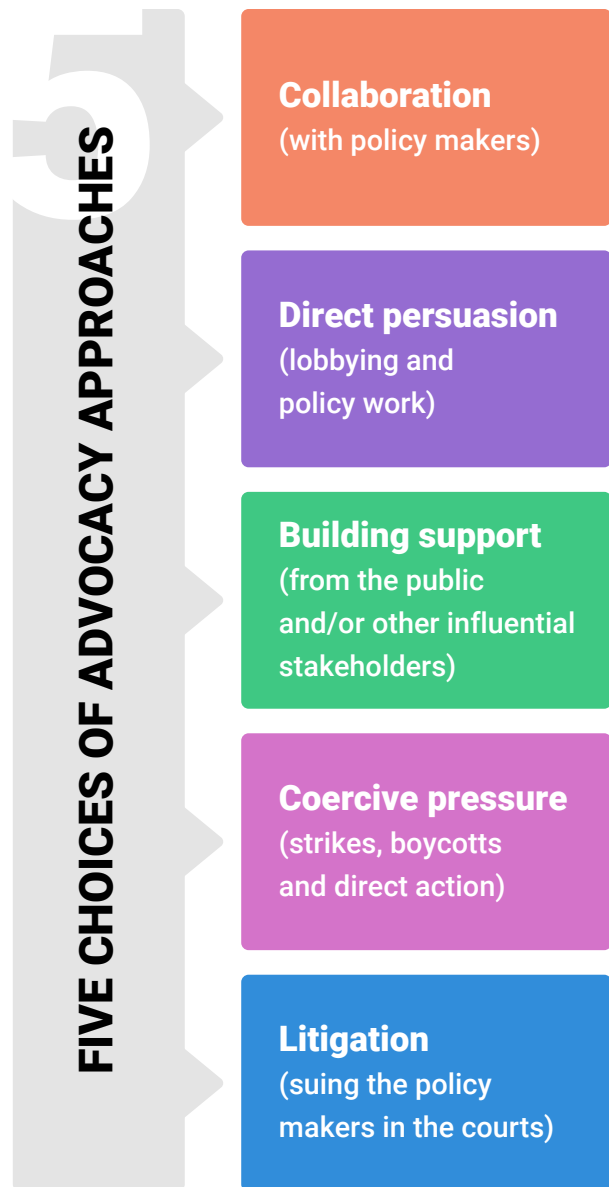 5
FIVE CHOICES OF ADVOCACY APPROACHES
Collaboration
(with policy makers)
Direct persuasion
(lobbying and
policy work)
Building support
(from the public
and/or other influential
stakeholders)
Coercive pressure
(strikes, boycotts
and direct action)
Litigation
(suing the policy
makers in the courts)